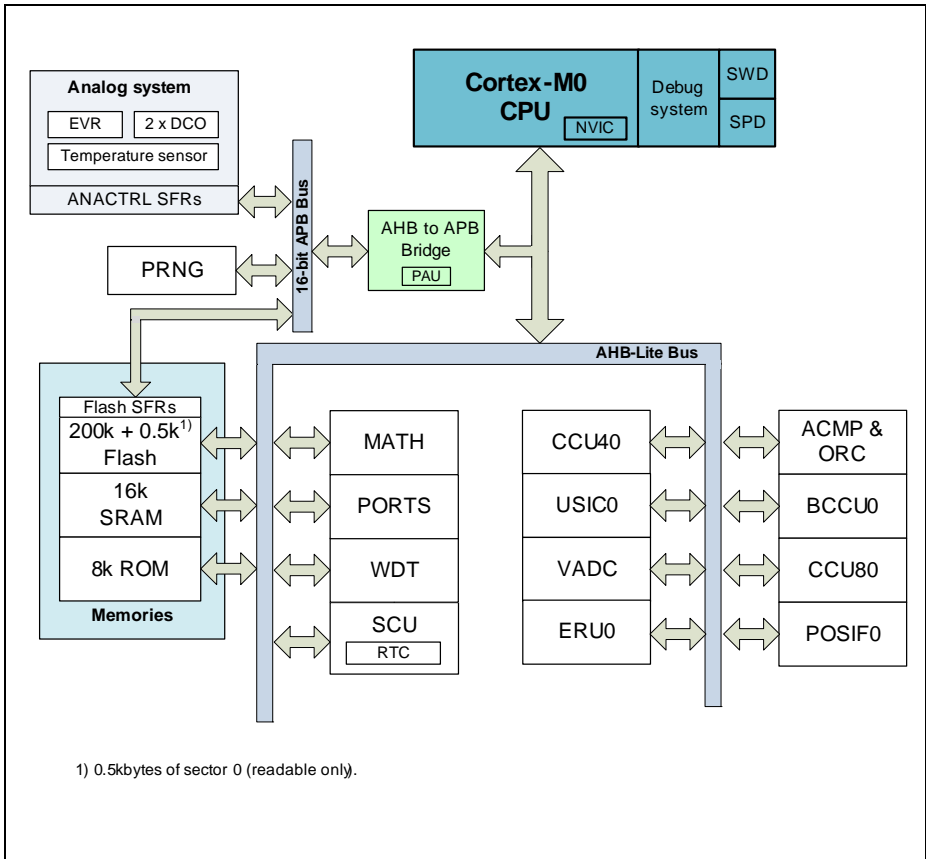 Analog system
EVR
2 x DCO
Temperature sensor
ANACTRL SFRs
Cortex-M0
CPU
NVIC
Debug
system
SWD
SPD
16-bit APB Bus
AHB to APB
Bridge
PAU
PRNG
AHB-Lite Bus
Flash SFRs
200k + 0.5k1)
Flash
16k
SRAM
8k ROM
Memories
MATH
PORTS
WDT
SCU
RTC
CCU40
USIC0
VADC
ERU0
ACMP &
ORC
BCCU0
CCU80
POSIF0
1) 0.5kbytes of sector 0 (readable only).